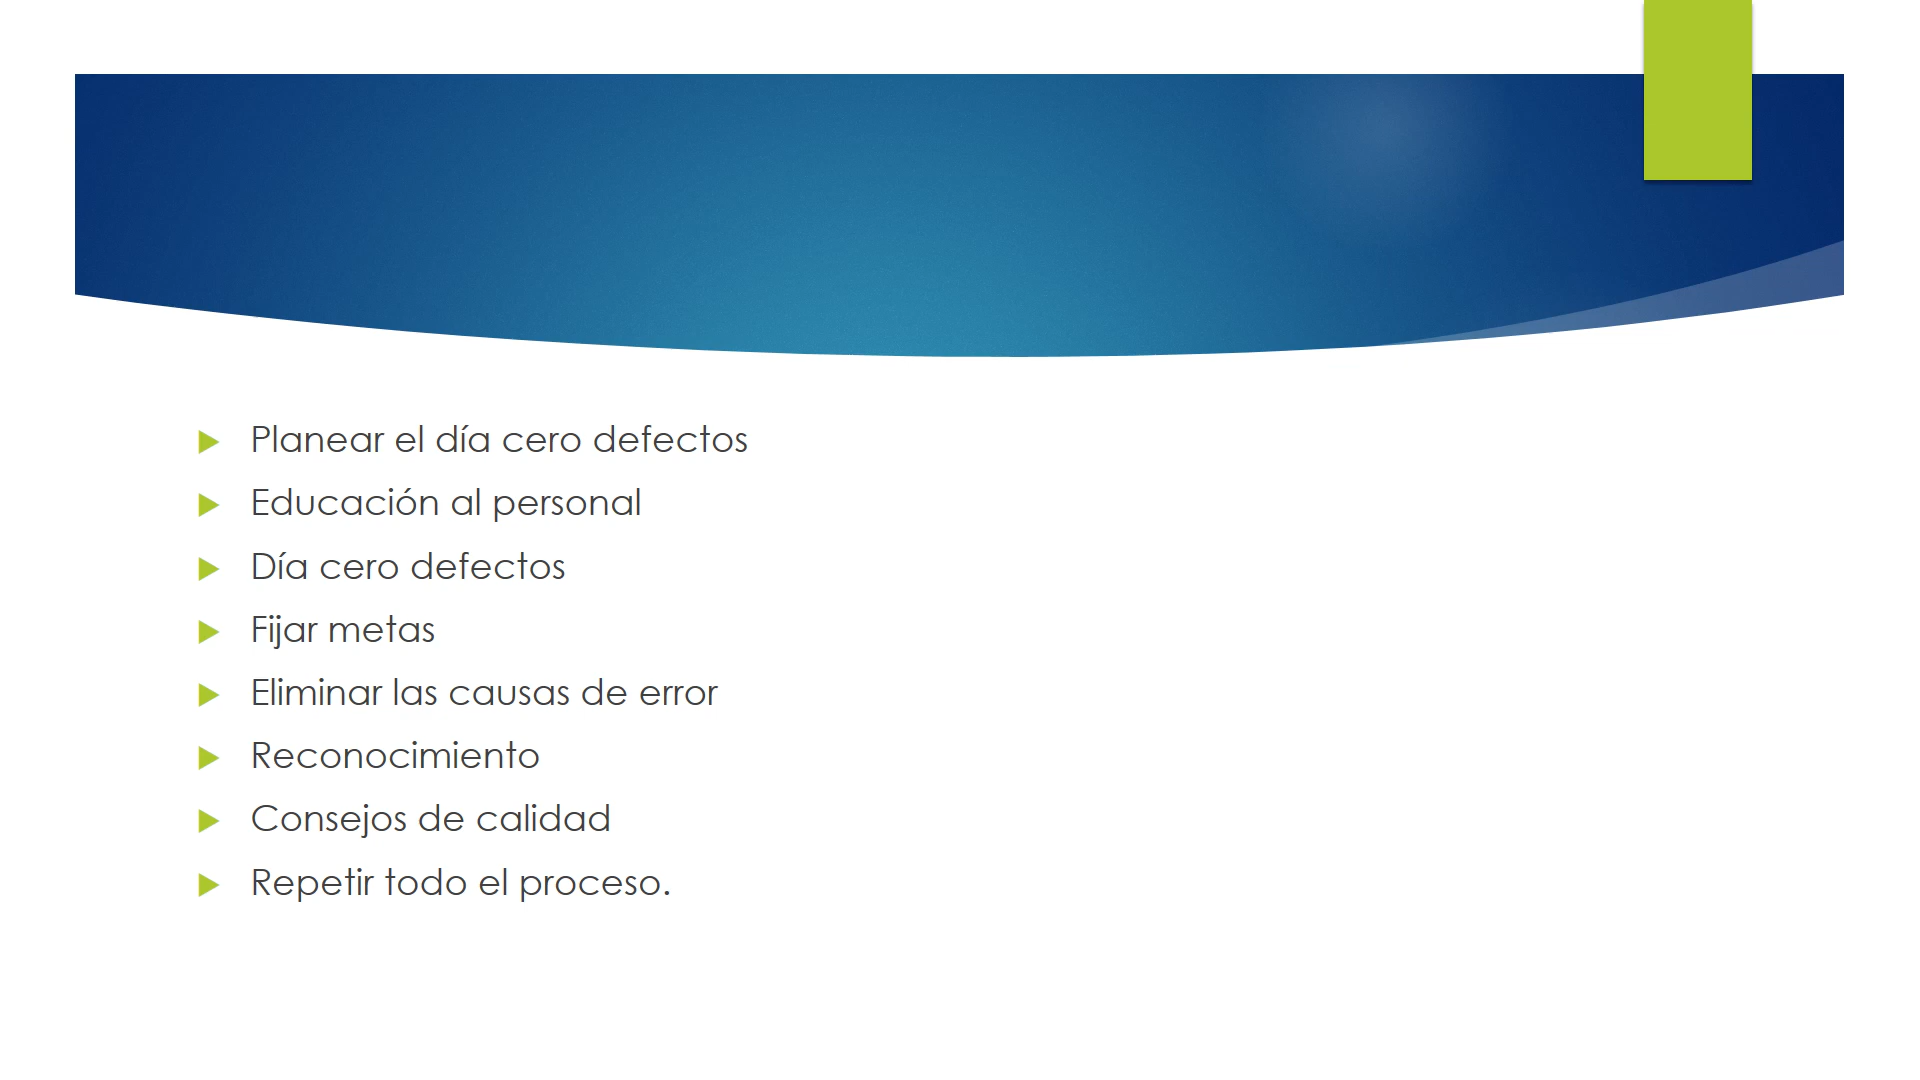 Planear el día cero defectos
Educación al personal
Día cero defectos
Fijar metas
Eliminar las causas de error
Reconocimiento
Consejos de calidad
Repetir todo el proceso.